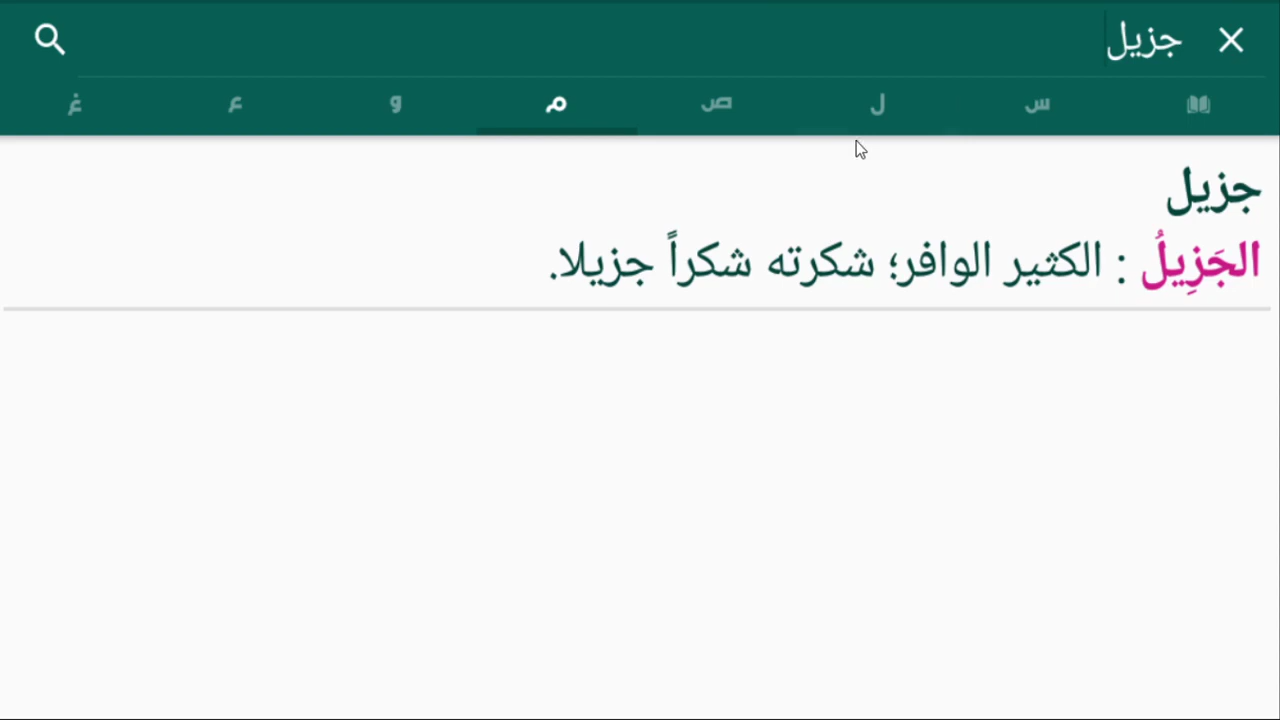 جزيل
س ل ص م و ع غ
جزيل
الجَزِيلُ : الكثير الوافر؛ شكرته شكراً جزيلا.